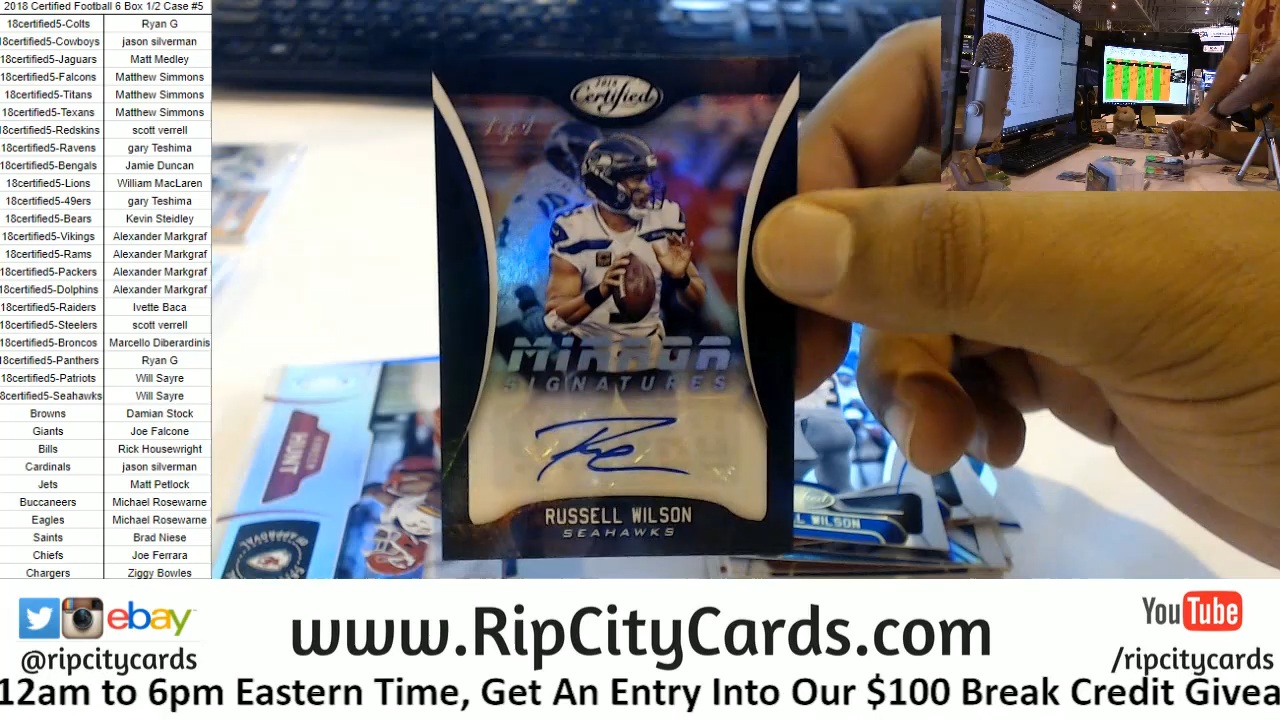 2018 Certified Football 6 Box 1/2 Case #5
18certified5-Colts Ryan G
18certified5-Cowboys jason silverman
18certified5-Jaguars Matt Medley
18certified5-Falcons Matthew Simmons
18certified5-Titans Matthew Simmons
18certified5-Texans Matthew Simmons
18certified5-Redskins scott verrell
18certified5-Ravens gary Teshima
18certified5-Bengals Jamie Duncan
18certified5-Lions William MacLaren
18certified5-49ers gary Teshima
18certified5-Bears Kevin Steidley
18certified5-Vikings Alexander Markgraf
18certified5-Rams Alexander Markgraf
18certified5-Packers Alexander Markgraf
18certified5-Dolphins Alexander Markgraf
18certified5-Raiders Ivette Baca
18certified5-Steelers scott verrell
18certified5-Broncos Marcello Diberardinis
18certified5-Panthers Ryan G
18certified5-Patriots Will Sayre
8certified5-Seahawks Will Sayre
Browns Damian Stock
Giants Joe Falcone
Bills Rick Housewright
Cardinals jason silverman
Jets Matt Petlock
Buccaneers Michael Rosewarne
Eagles Michael Rosewarne
Saints Brad Niese
Chiefs Joe Ferrara
Chargers Ziggy Bowles
2018
Certified
1 of 1
MIRROR
SIGNATURES
RUSSELL WILSON
SEAHAWKS
HUNT
L WILSON
ebay
@ripcitycards
www.RipCityCards.com
YouTube
/ripcitycards
12am to 6pm Eastern Time, Get An Entry Into Our $100 Break Credit Givea